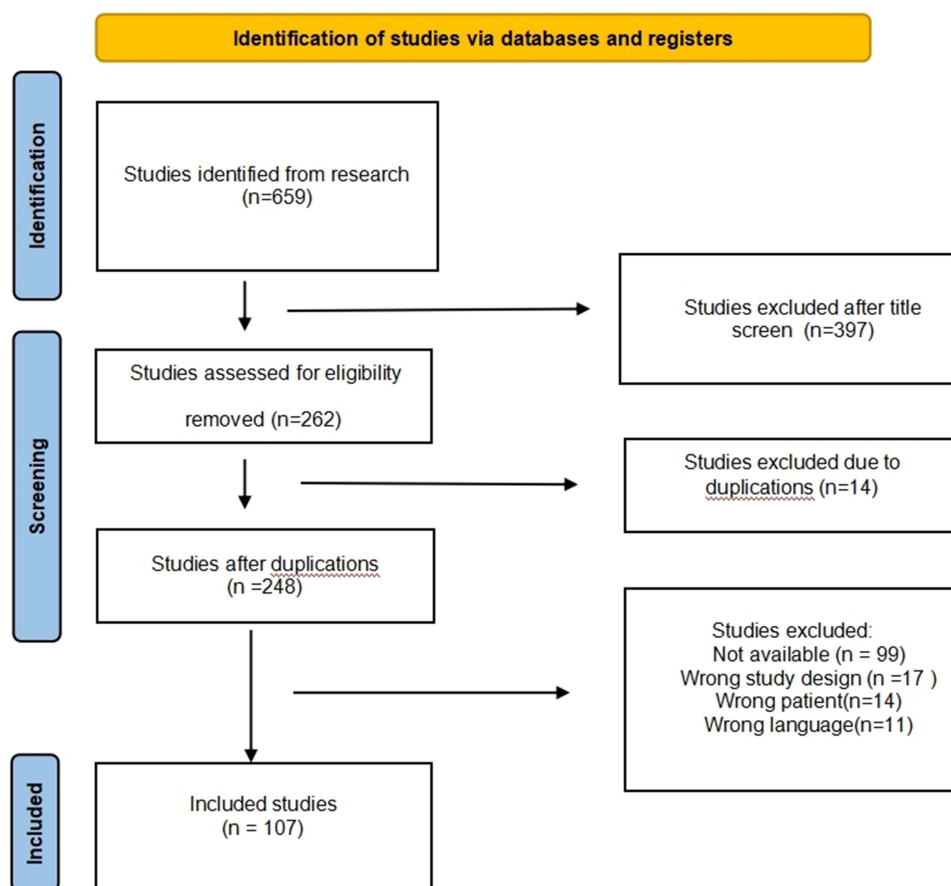 Identification of studies via databases and registers
Identification
Studies identified from research
(n=659)
Studies excluded after title
screen (n=397)
Screening
Studies assessed for eligibility
removed (n=262)
Studies excluded due to
duplications (n=14)
Studies after duplications
(n =248)
Studies excluded:
Not available (n = 99)
Wrong study design (n =17 )
Wrong patient(n=14)
Wrong language(n=11)
Included
Included studies
(n = 107)